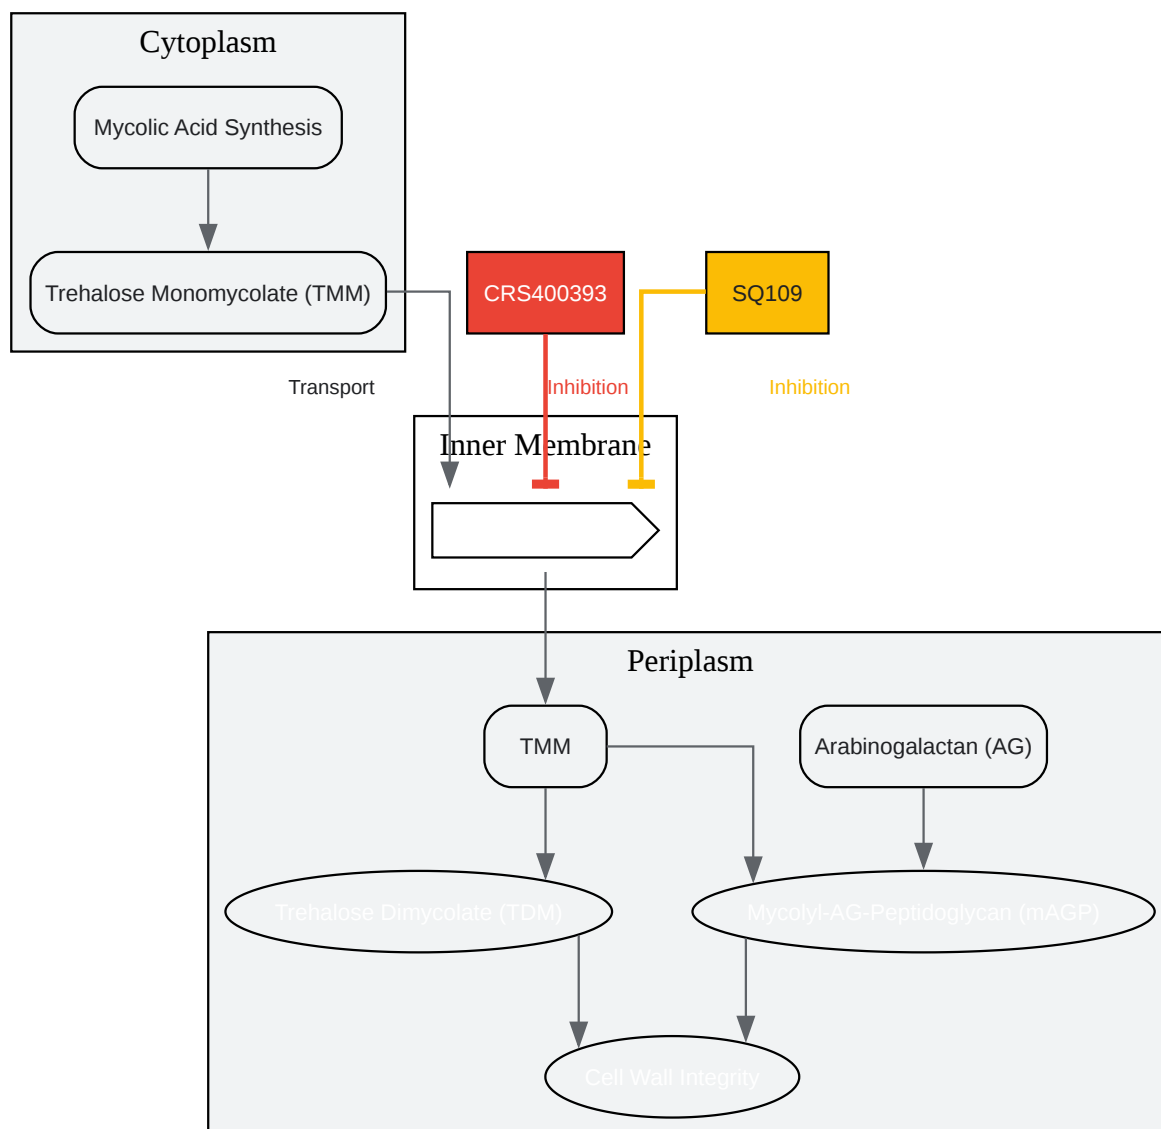 Cytoplasm
Mycolic Acid Synthesis
Trehalose Monomycolate (TMM)
CRS400393
SQ109
Transport
Inhibition
Inhibition
Inner Membrane
Periplasm
TMM
Arabinogalactan (AG)
Trehalose Dimycolate (TDM)
Mycolyl-AG-Peptidoglycan (mAGP)
Cell Wall Integrity